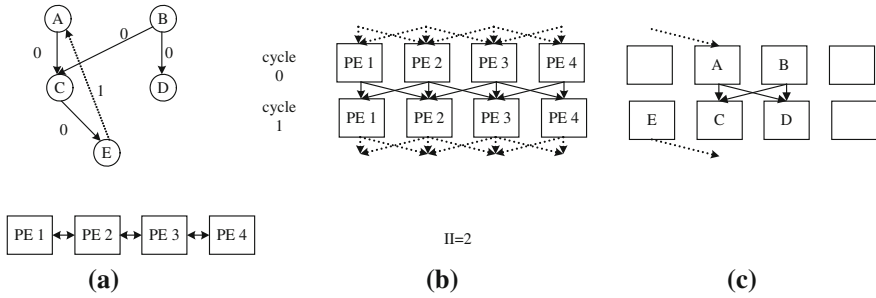 A B
0 0 0
C D
1
0
E
PE 1 PE 2 PE 3 PE 4
(a)
cycle
0
PE 1 PE 2 PE 3 PE 4
cycle
1
PE 1 PE 2 PE 3 PE 4
II=2
(b)
A B
E C D
(c)